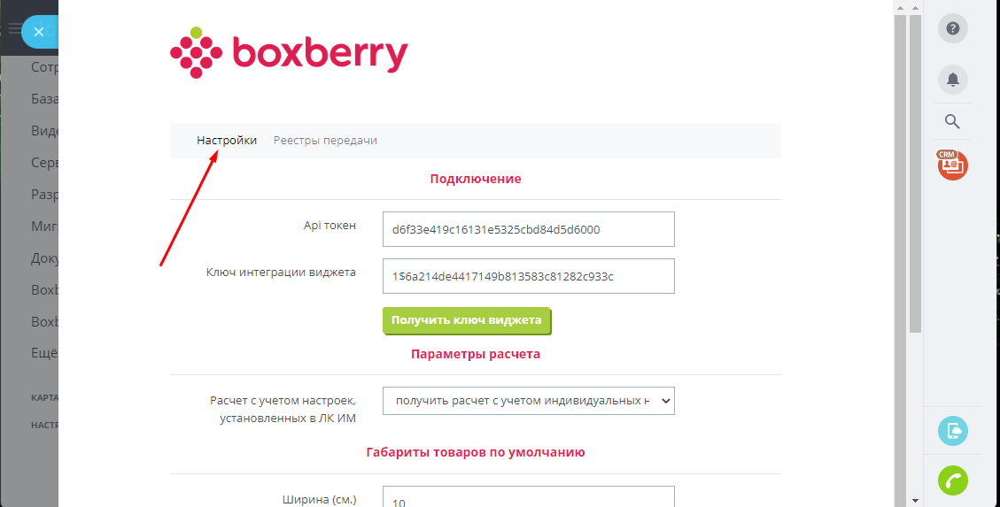 boxberry
Настройки Реестры передачи
Подключение
Api токен
d6f33e419c16131e5325cbd84d5d6000
Ключ интеграции виджета
1$6a214de4417149b813583c81282c933c
Получить ключ виджета
Параметры расчета
Расчет с учетом настроек,
установленных в ЛК ИМ
получить расчет с учетом индивидуальных н
Габариты товаров по умолчанию
Ширина (см.)
10
Сотр
База
Виде
Серв
Разр
Мигр
Доку
Boxb
Boxb
Ещё
КАРТА
НАСТР
CRM